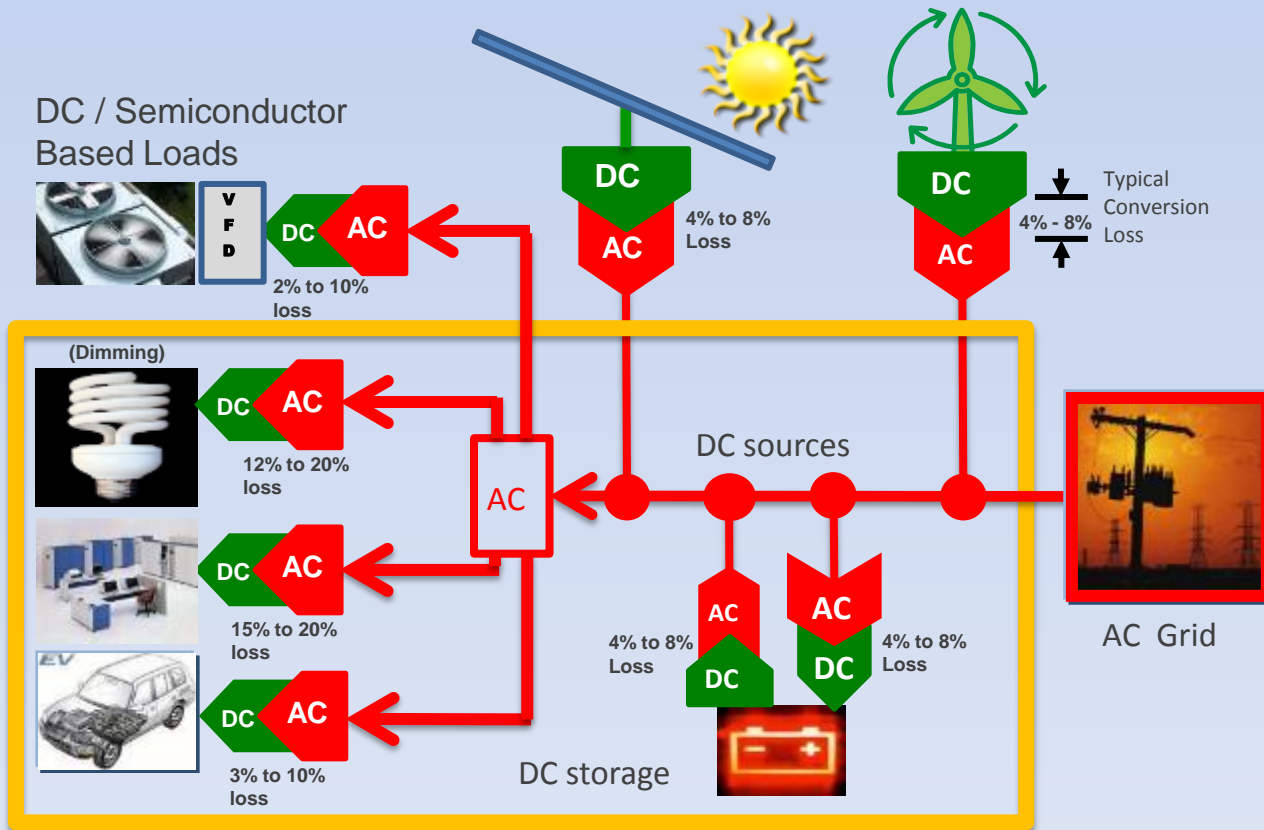 DC / Semiconductor
Based Loads
V
F
D
DC
AC
2% to 10%
loss
DC
AC
4% to 8%
Loss
DC
AC
4% - 8%
Typical
Conversion
Loss
(Dimming)
DC
AC
12% to 20%
loss
DC
AC
15% to 20%
loss
EV
DC
AC
3% to 10%
loss
AC
DC sources
AC
DC
4% to 8%
Loss
AC
DC
4% to 8%
Loss
DC storage
AC Grid